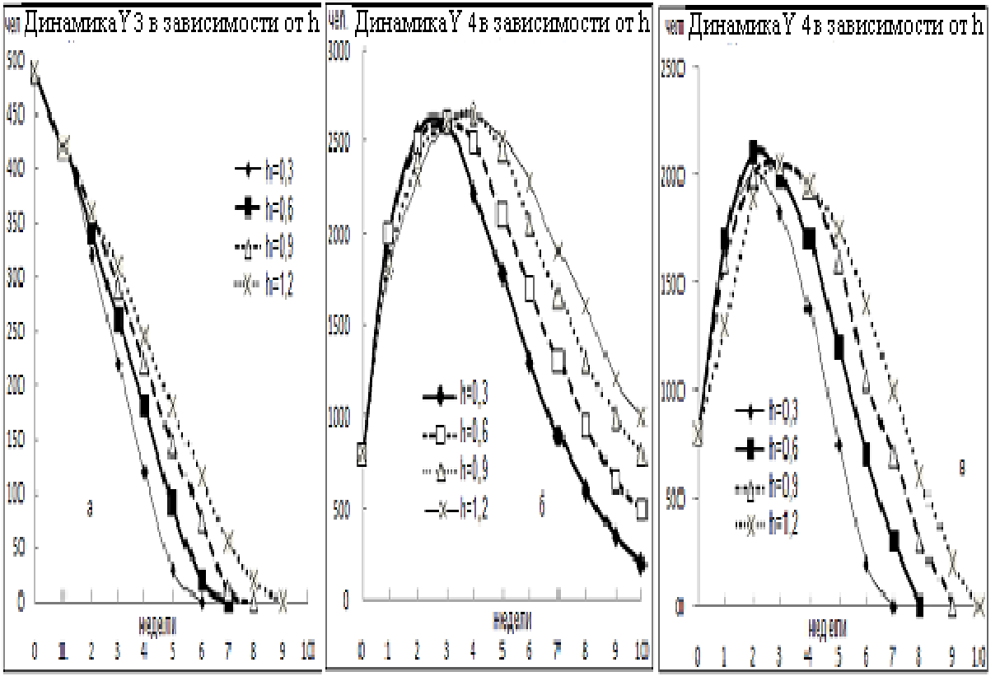 чел Динамика Y 3 в зависимости от h
500
450
400
350
300
250
200
150
100
50
0
h=0,3
h=0,6
h=0,9
h=1,2
а
недели
0 1 2 3 4 5 6 7 8 9 10
чел. Динамика Y 4 в зависимости от h
3000
2500
2000
1500
1000
500
0
h=0,3
h=0,6
h=0,9
h=1,2
б
недели
0 1 2 3 4 5 6 7 8 9 10
чел Динамика Y 4 в зависимости от h
2500
2000
1500
1000
500
0
h=0,3
h=0,6
h=0,9
h=1,2
в
недели
0 1 2 3 4 5 6 7 8 9 10